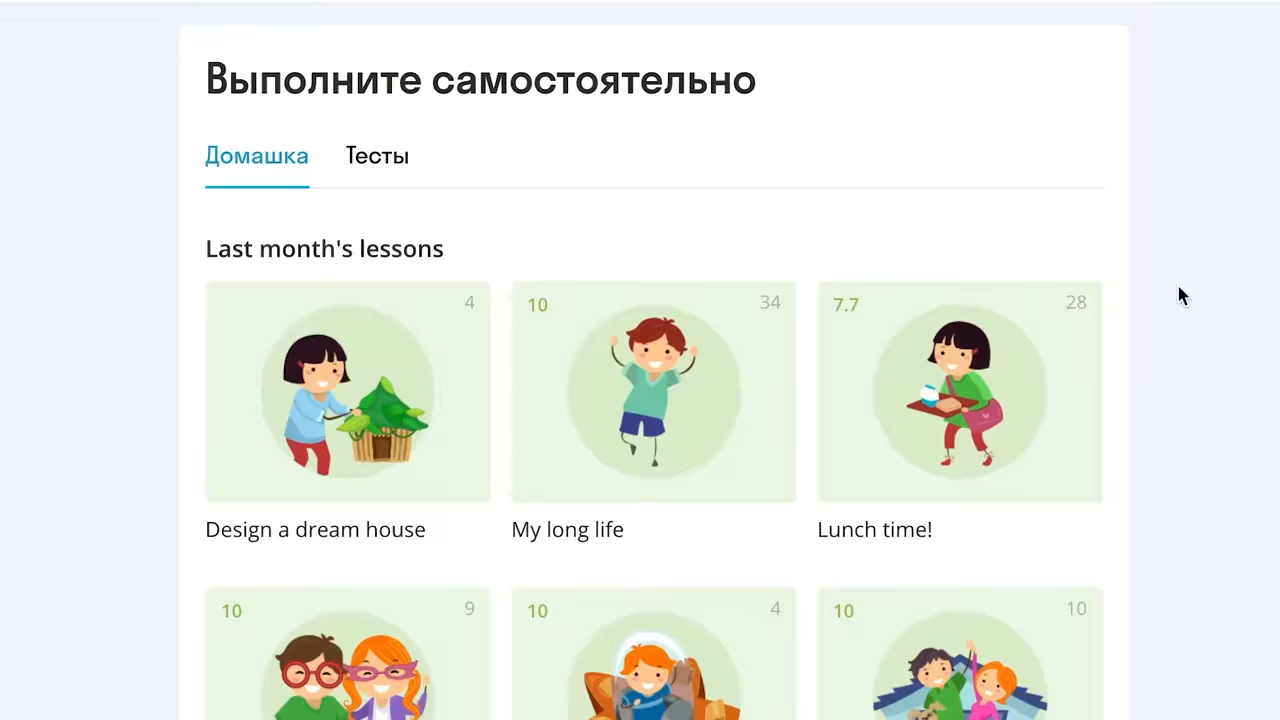 Выполните самостоятельно
Домашка Тесты
Last month's lessons
4
10 34
7.7 28
Design a dream house
My long life
Lunch time!
10 9
10 4
10 10